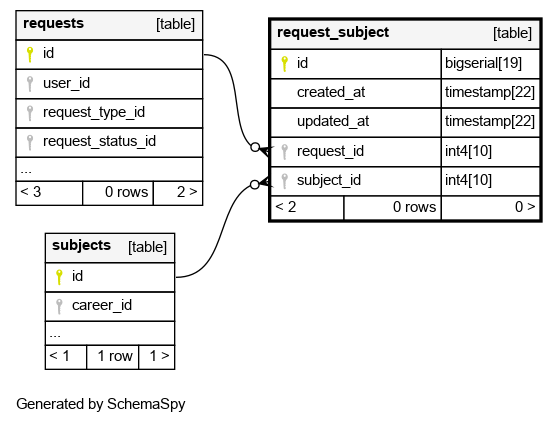 requests [table]
id
user_id
request_type_id
request_status_id
...
< 3 0 rows 2 >
request_subject [table]
id bigserial[19]
created_at timestamp[22]
updated_at timestamp[22]
request_id int4[10]
subject_id int4[10]
< 2 0 rows 0 >
subjects [table]
id
career_id
...
< 1 1 row 1 >
Generated by SchemaSpy